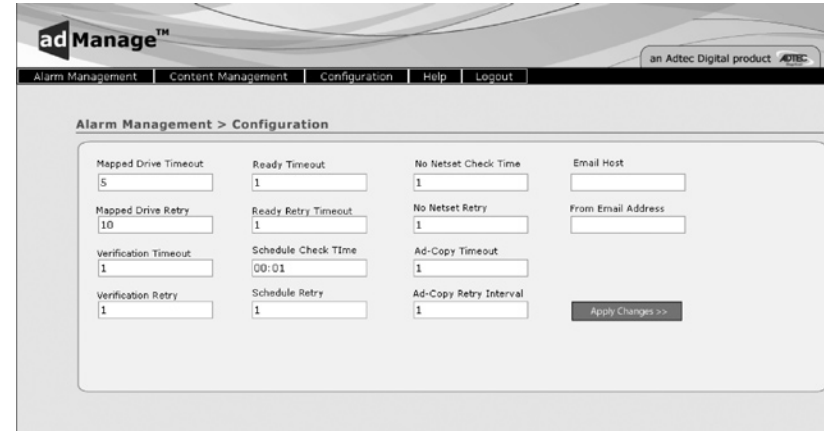 ad Manage™
an Adtec Digital product ADTEC
Alarm Management Content Management Configuration Help Logout
Alarm Management > Configuration
Mapped Drive Timeout Ready Timeout No Netset Check Time Email Host
5 1 1
Mapped Drive Retry Ready Retry Timeout No Netset Retry From Email Address
10 1 1
Verification Timeout Schedule Check TIme Ad-Copy Timeout
1 00:01 1
Verification Retry Schedule Retry Ad-Copy Retry Interval
1 1 1 Apply Changes >>